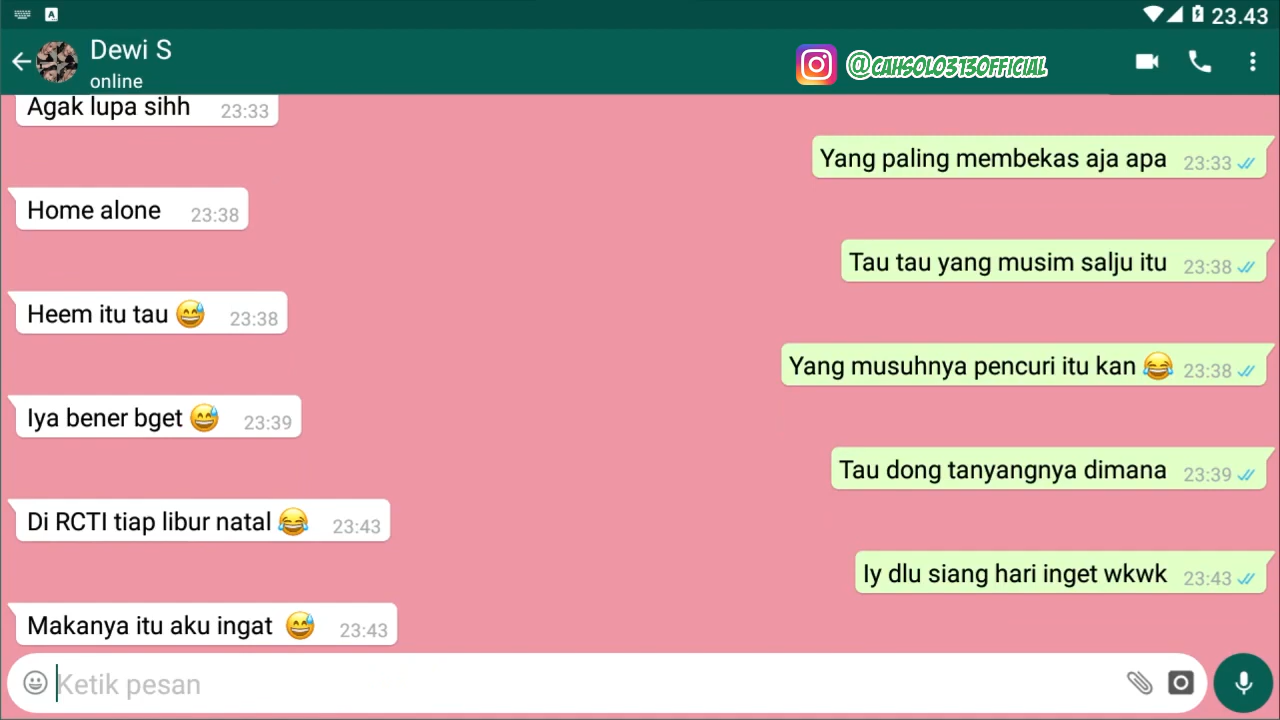 23.43
Dewi S
online
@CAHSOLO313OFFICIAL
Agak lupa sihh 23:33
Yang paling membekas aja apa 23:33
Home alone 23:38
Tau tau yang musim salju itu 23:38
Heem itu tau 😅 23:38
Yang musuhnya pencuri itu kan 😂 23:38
Iya bener bget 😅 23:39
Tau dong tanyangnya dimana 23:39
Di RCTI tiap libur natal 😂 23:43
Iy dlu siang hari inget wkwk 23:43
Makanya itu aku ingat 😅 23:43
Ketik pesan